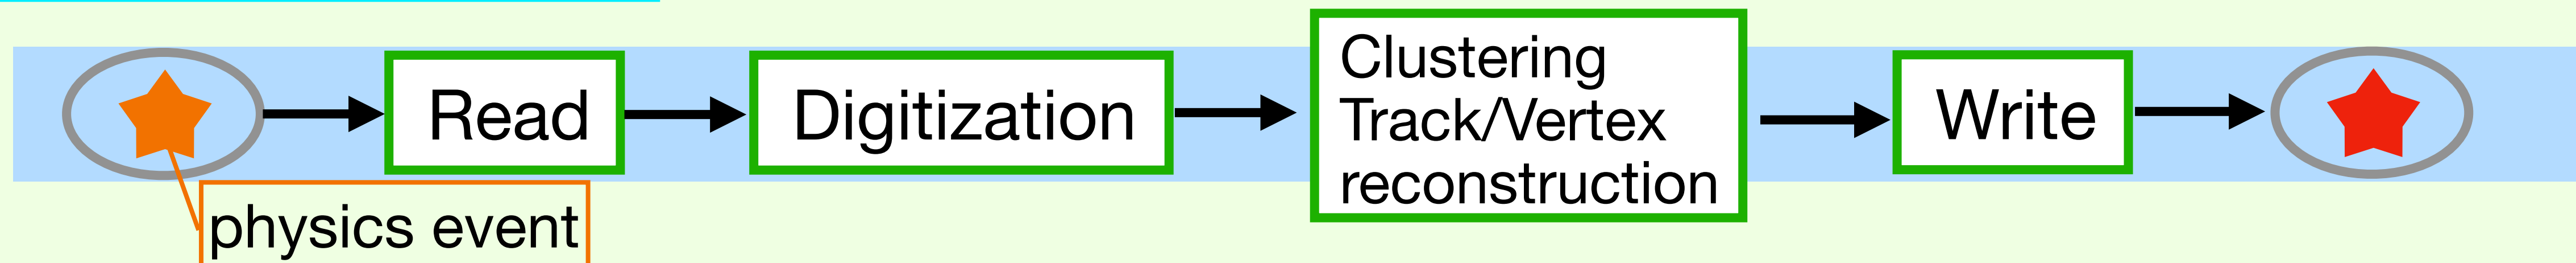 Read
Digitization
Clustering
Track/Vertex
reconstruction
Write
physics event